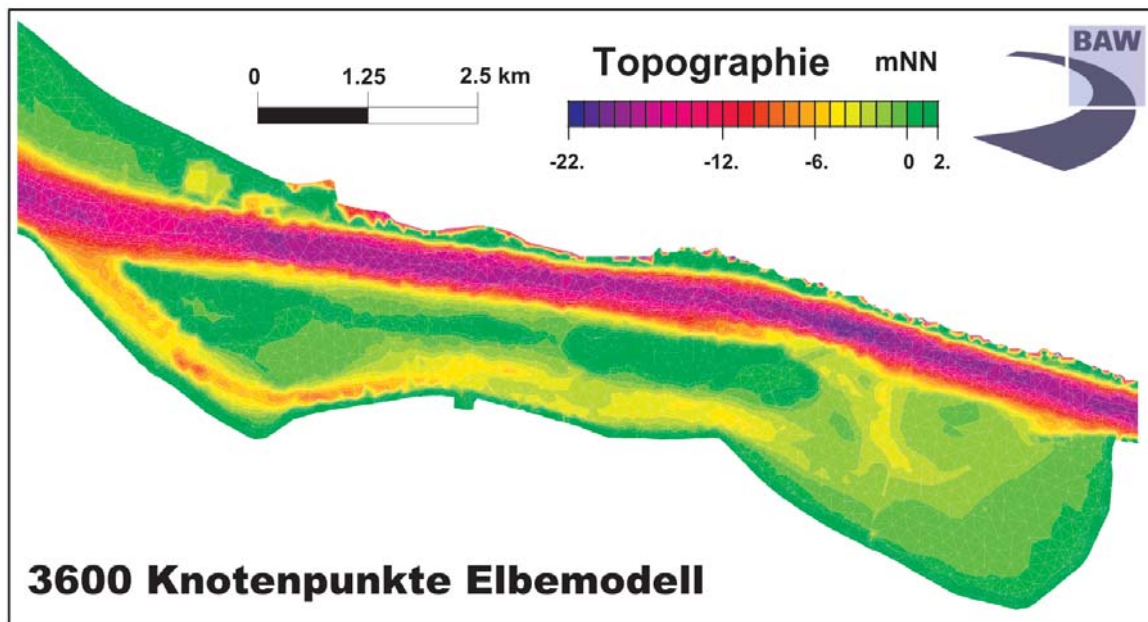 Topographie mNN
BAW
0 1.25 2.5 km
-22. -12. -6. 0 2.
3600 Knotenpunkte Elbemodell